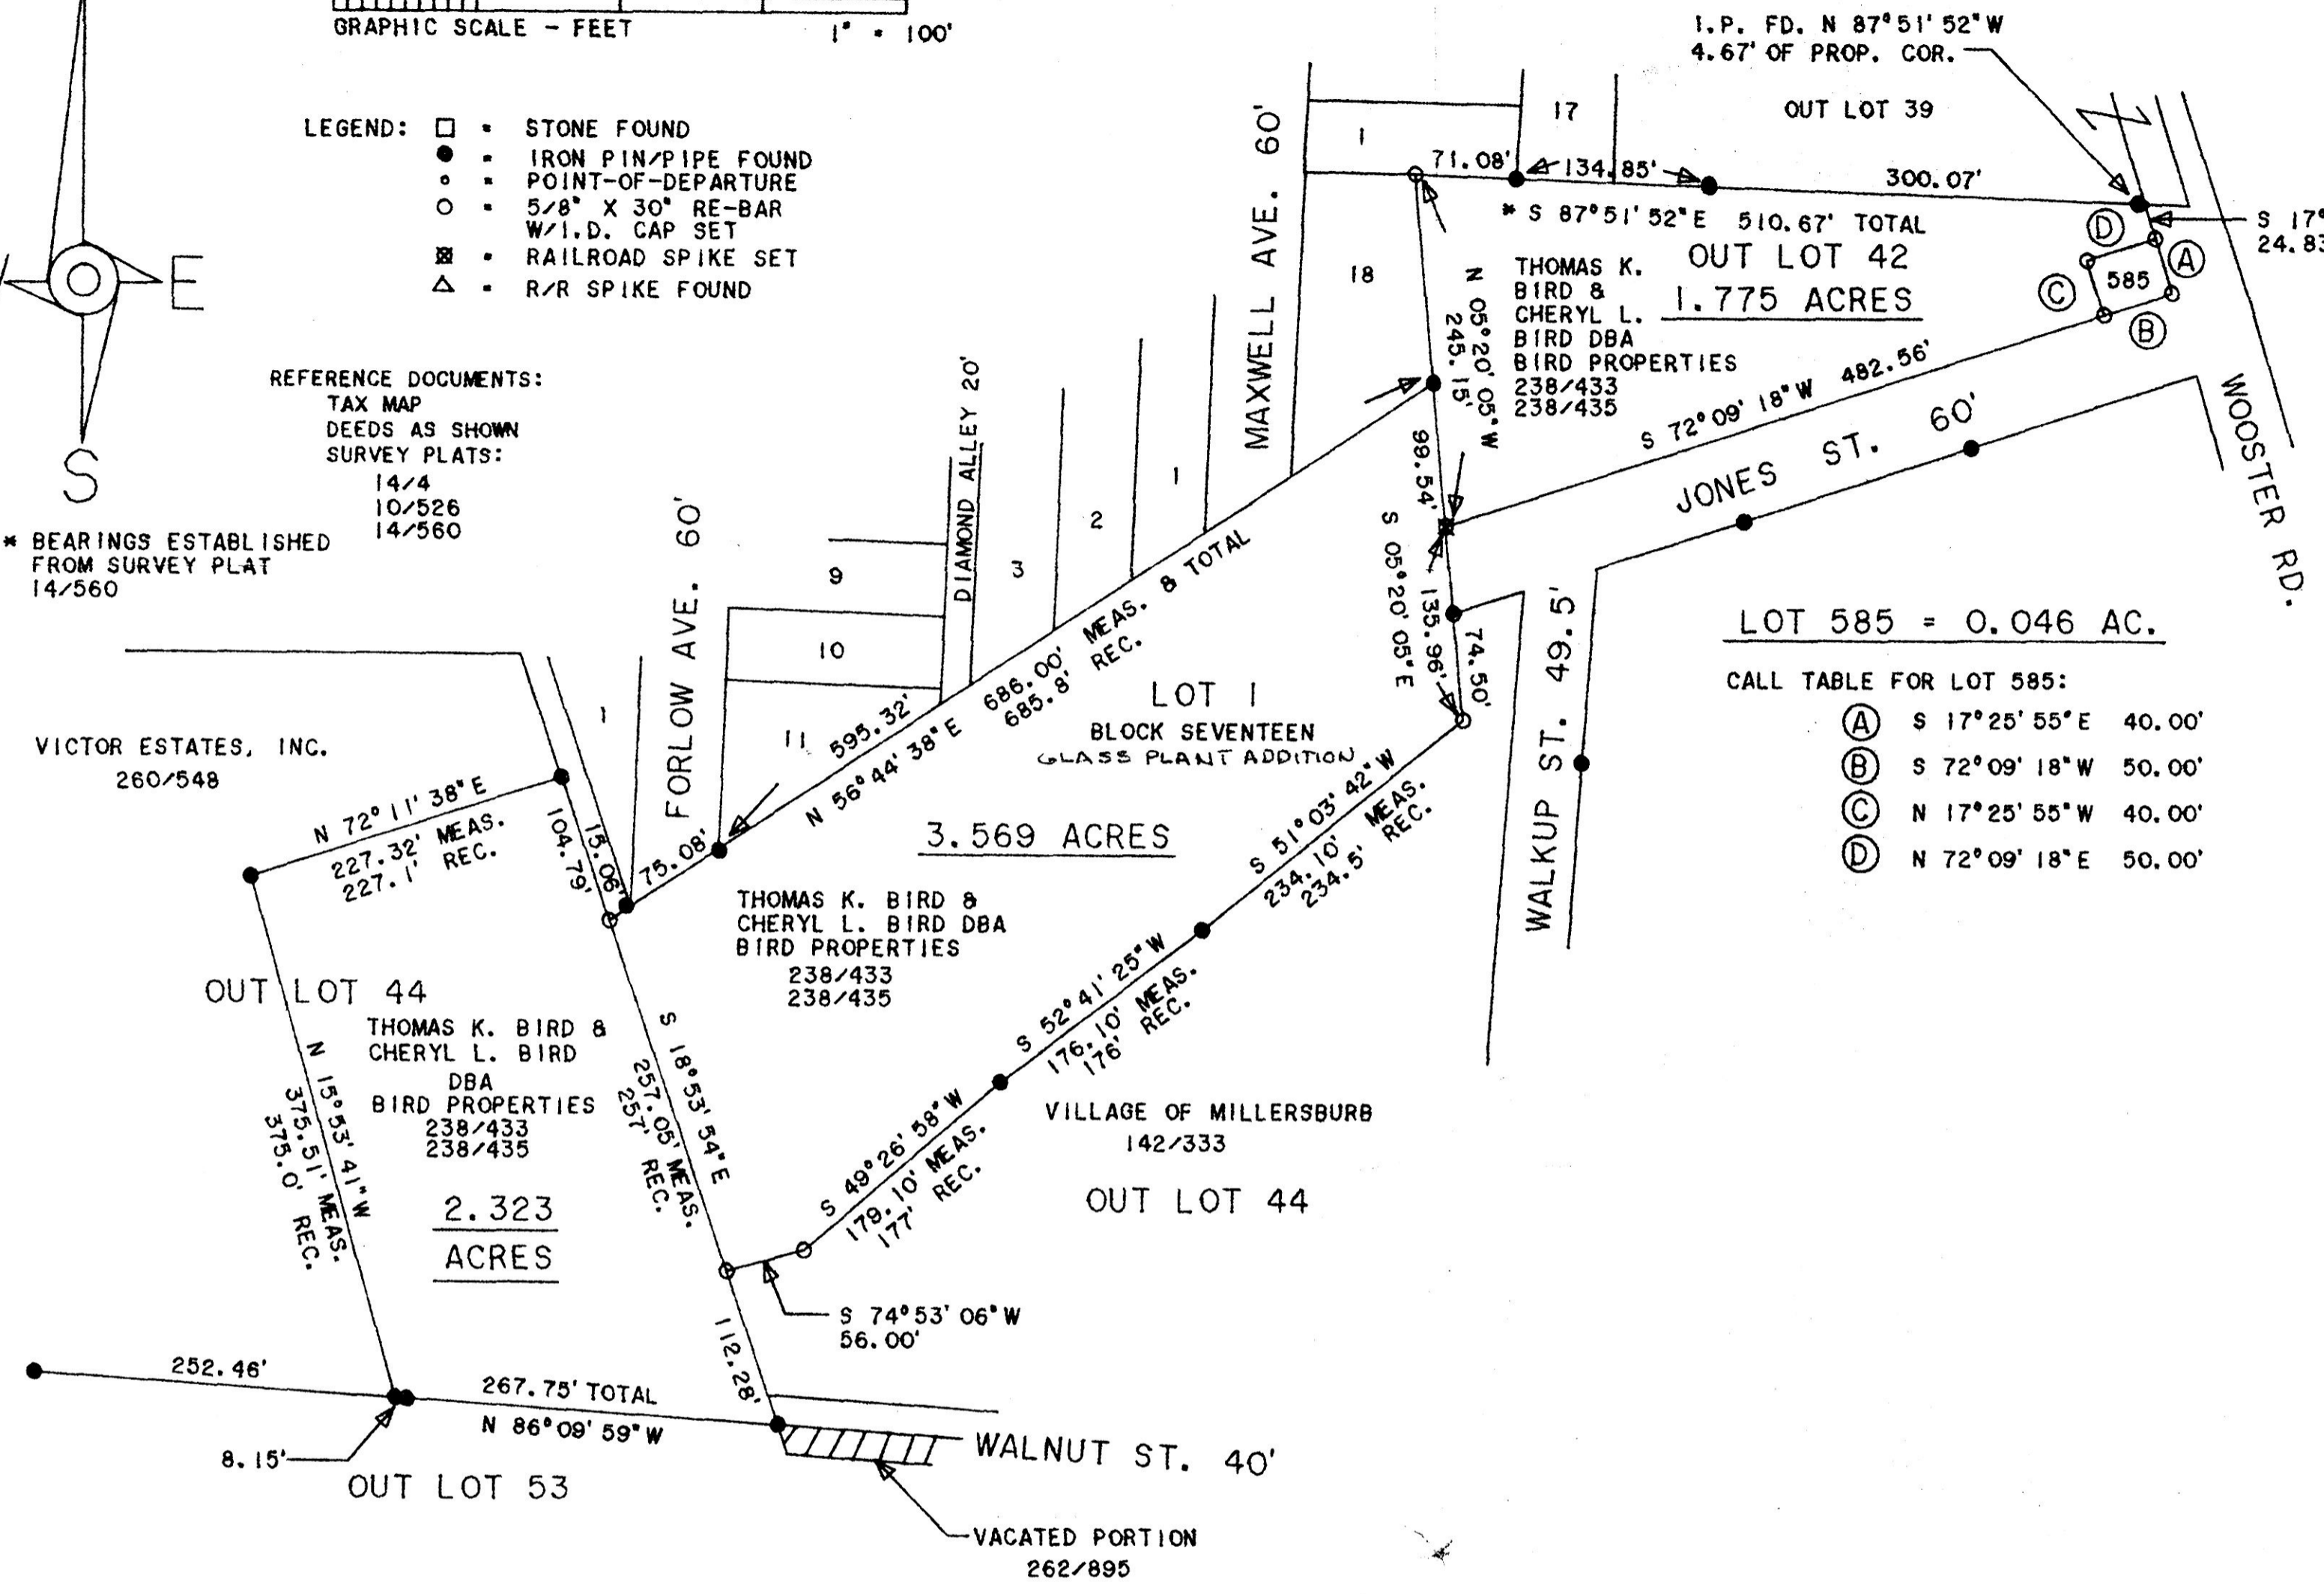 GRAPHIC SCALE - FEET 1" = 100'
I.P. FD. N 87°51'52"W
4.67' OF PROP. COR.
LEGEND: □ = STONE FOUND
● = IRON PIN/PIPE FOUND
∘ = POINT-OF-DEPARTURE
○ = 5/8" X 30" RE-BAR
W/I.D. CAP SET
= RAILROAD SPIKE SET
△ = R/R SPIKE FOUND
E
S
REFERENCE DOCUMENTS:
TAX MAP
DEEDS AS SHOWN
SURVEY PLATS:
14/4
10/526
14/560
* BEARINGS ESTABLISHED
FROM SURVEY PLAT
14/560
MAXWELL AVE. 60'
1
17
OUT LOT 39
71.08'
134.85'
300.07'
* S 87°51'52"E 510.67' TOTAL
S 17°
24.83
D
A
C
B
585
18
N 05°20'05"W
245.15'
THOMAS K.
BIRD &
CHERYL L.
BIRD DBA
BIRD PROPERTIES
238/433
238/435
OUT LOT 42
1.775 ACRES
S 72°09'18"W 482.56'
JONES ST. 60'
WOOSTER RD.
99.54'
S 05°20'05"E
135.96'
74.50'
WALKUP ST. 49.5'
DIAMOND ALLEY 20'
1
2
3
9
10
11
1
FORLOW AVE. 60'
595.32'
N 56°44'38"E 686.00' MEAS. & TOTAL
685.8' REC.
LOT 1
BLOCK SEVENTEEN
GLASS PLANT ADDITION
3.569 ACRES
THOMAS K. BIRD &
CHERYL L. BIRD DBA
BIRD PROPERTIES
238/433
238/435
LOT 585 = 0.046 AC.
CALL TABLE FOR LOT 585:
A S 17°25'55"E 40.00'
B S 72°09'18"W 50.00'
C N 17°25'55"W 40.00'
D N 72°09'18"E 50.00'
VICTOR ESTATES, INC.
260/548
N 72°11'38"E
227.32' MEAS.
227.1' REC.
104.79'
15.06'
75.08'
S 51°03'42"W
234.10' MEAS.
234.5' REC.
S 52°41'25"W
176.10' MEAS.
176' REC.
S 49°26'58"W
179.10' MEAS.
177' REC.
OUT LOT 44
THOMAS K. BIRD &
CHERYL L. BIRD
DBA
BIRD PROPERTIES
238/433
238/435
2.323
ACRES
N 15°53'41"W
375.51' MEAS.
375.0' REC.
S 18°53'54"E
257.05' MEAS.
257' REC.
VILLAGE OF MILLERSBURB
142/333
OUT LOT 44
S 74°53'06"W
56.00'
112.28'
252.46'
267.75' TOTAL
N 86°09'59"W
8.15'
OUT LOT 53
WALNUT ST. 40'
VACATED PORTION
262/895